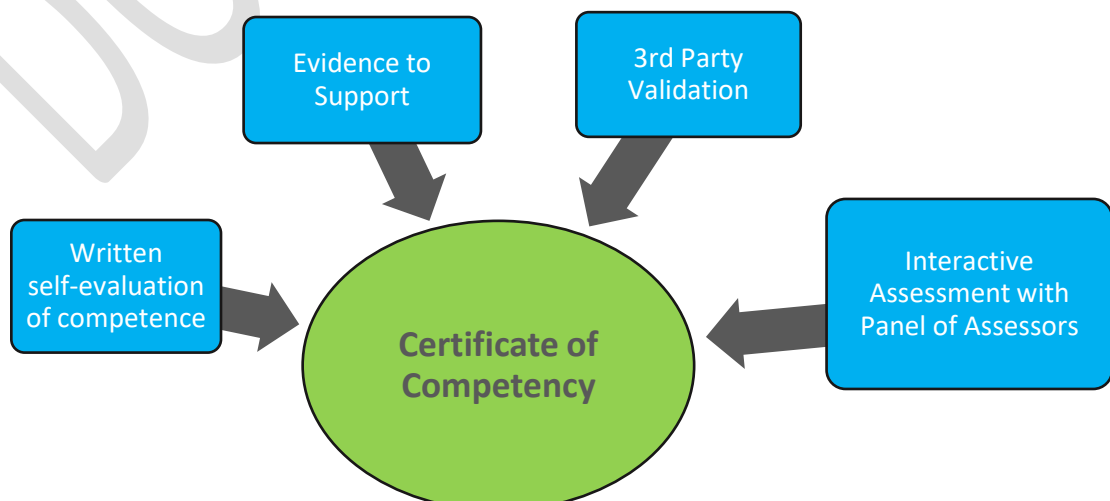 Evidence to
Support
3rd Party
Validation
Written
self-evaluation
of competence
Interactive
Assessment with
Panel of Assessors
Certificate of
Competency